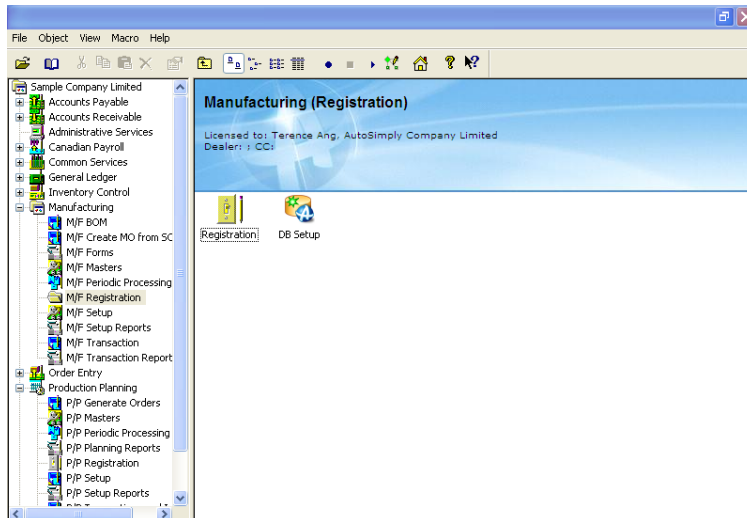 File Object View Macro Help
Sample Company Limited
Accounts Payable
Accounts Receivable
Administrative Services
Canadian Payroll
Common Services
General Ledger
Inventory Control
Manufacturing
M/F BOM
M/F Create MO from SC
M/F Forms
M/F Masters
M/F Periodic Processing
M/F Registration
M/F Setup
M/F Setup Reports
M/F Transaction
M/F Transaction Report
Order Entry
Production Planning
P/P Generate Orders
P/P Masters
P/P Periodic Processing
P/P Planning Reports
P/P Registration
P/P Setup
P/P Setup Reports
Manufacturing (Registration)
Licensed to: Terence Ang, AutoSimply Company Limited
Dealer: ; CC:
Registration DB Setup